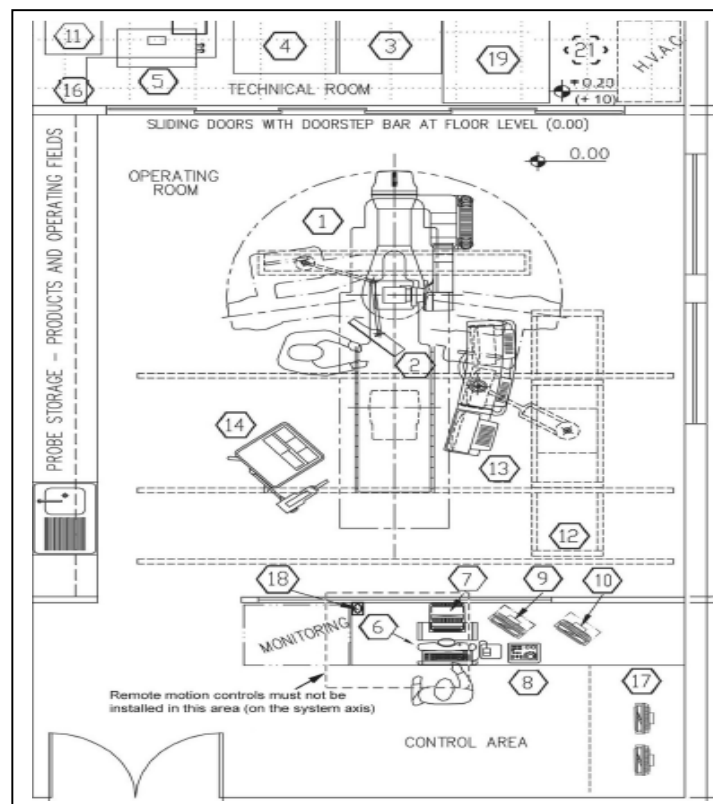 11
4
3
19
21
H.V.A.C
5
16
TECHNICAL ROOM
+0.20
(+ 10)
SLIDING DOORS WITH DOORSTEP BAR AT FLOOR LEVEL (0.00)
0.00
OPERATING
ROOM
PROBE STORAGE – PRODUCTS AND OPERATING FIELDS
1
2
14
13
12
18
7
9
10
MONITORING
6
8
17
Remote motion controls must not be
installed in this area (on the system axis)
CONTROL AREA